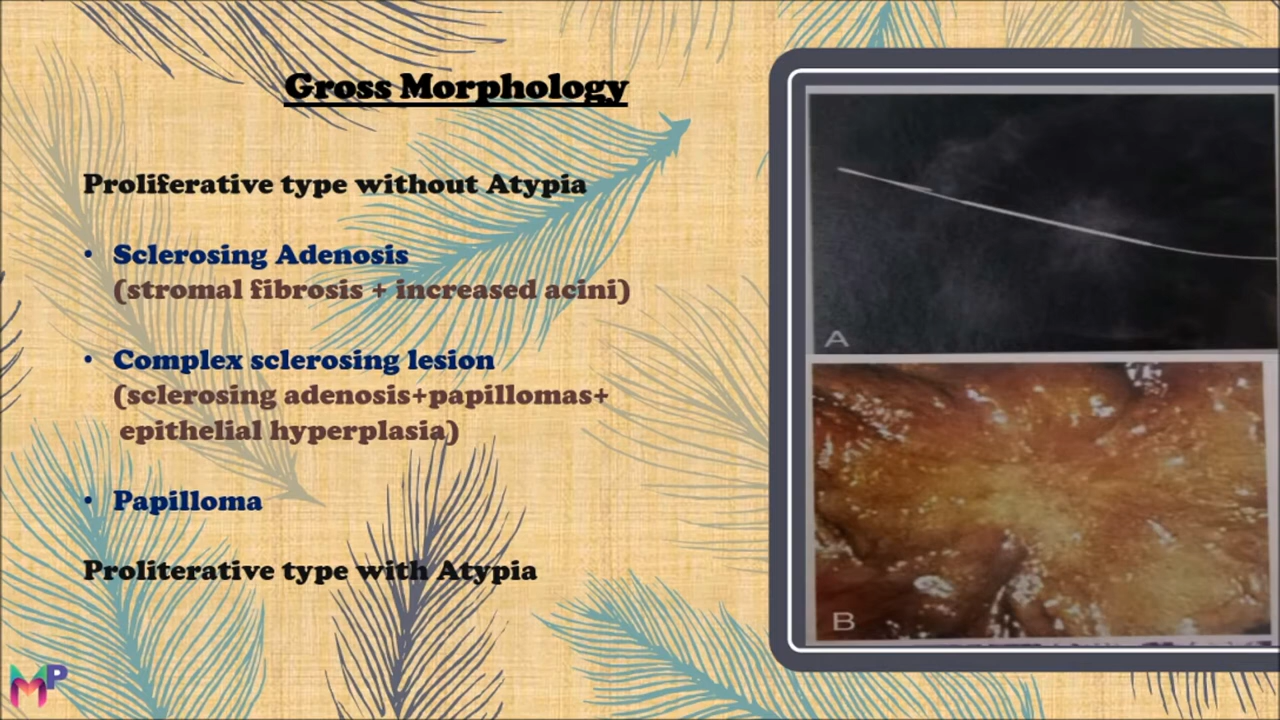 Gross Morphology
Proliferative type without Atypia
• Sclerosing Adenosis
(stromal fibrosis + increased acini)
• Complex sclerosing lesion
(sclerosing adenosis+papillomas+
epithelial hyperplasia)
• Papilloma
Proliterative type with Atypia
A
B
MP